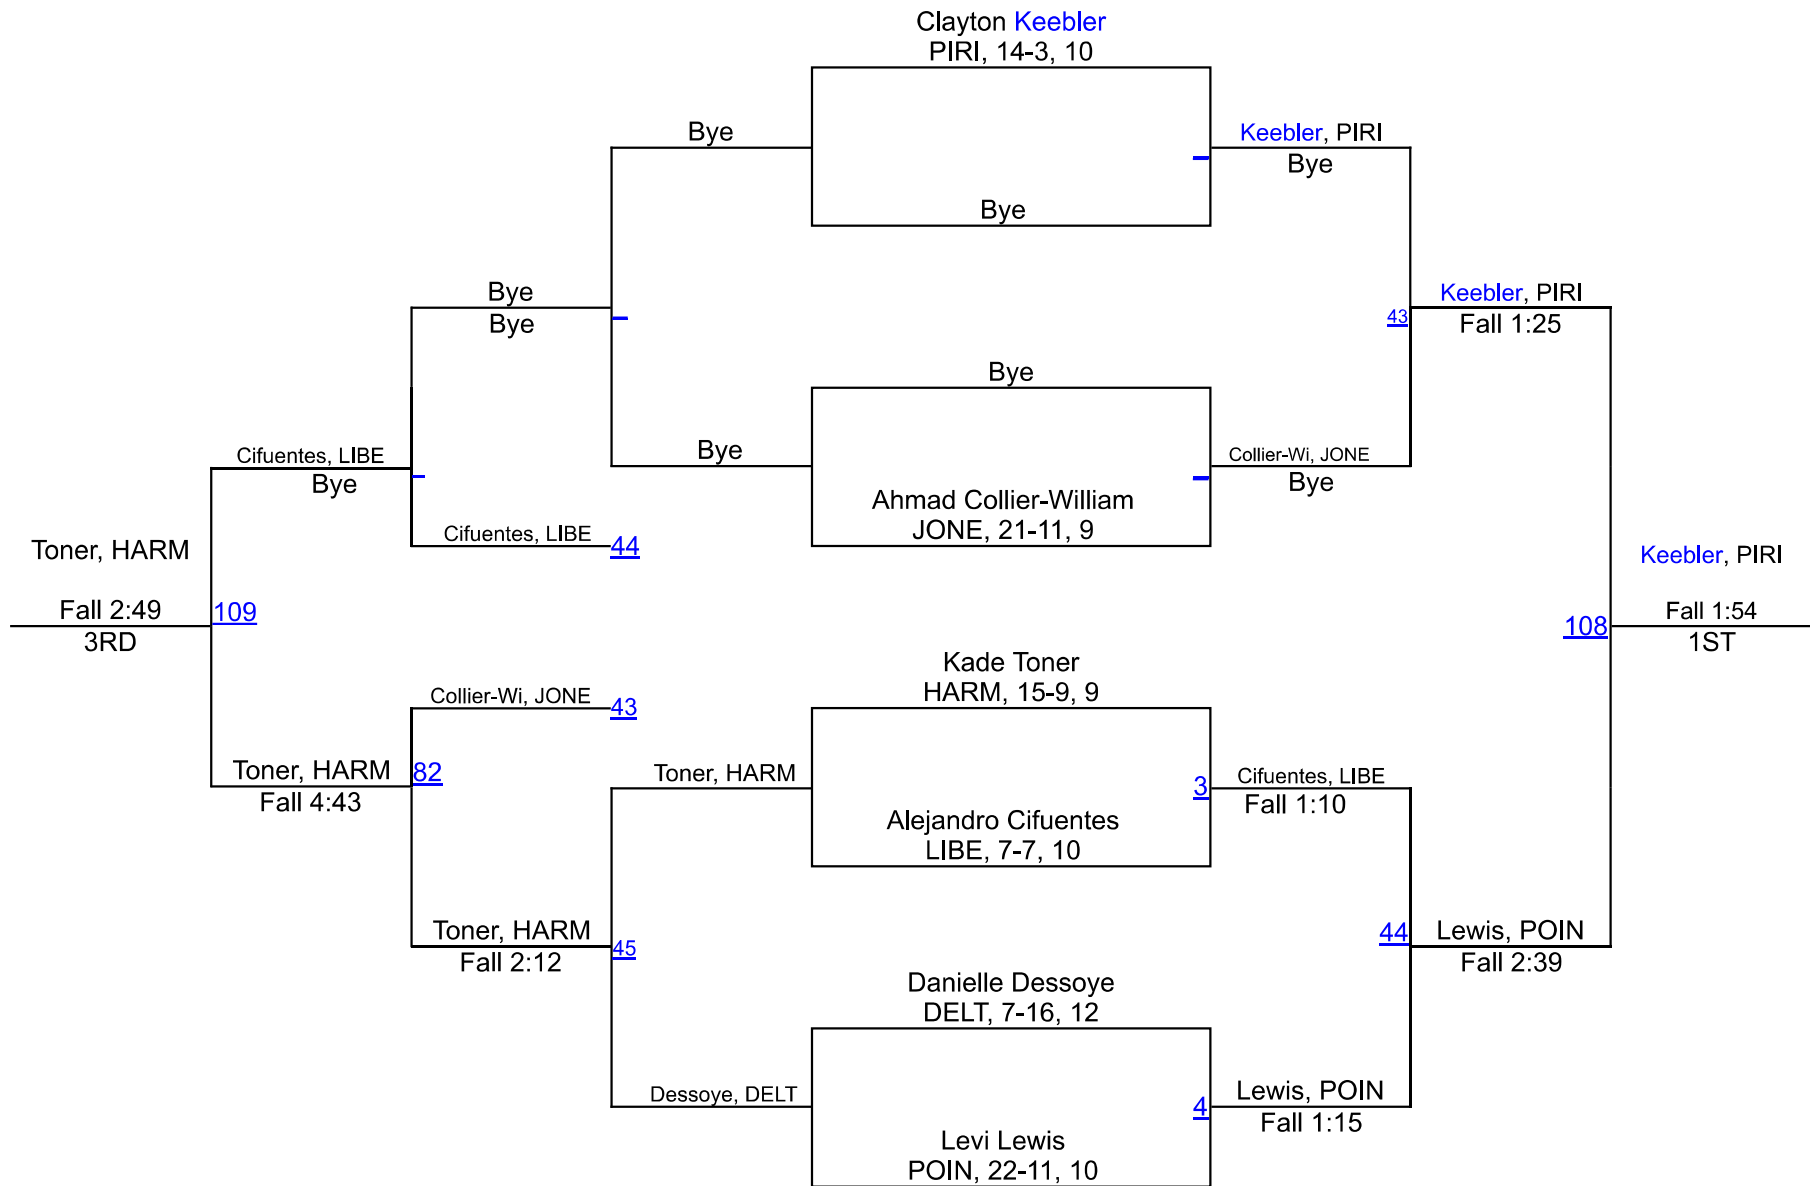 Clayton Keebler
PIRI, 14-3, 10
Bye
Keebler, PIRI
Bye
Bye
Bye
Bye
Keebler, PIRI
43
Fall 1:25
Bye
Cifuentes, LIBE
Bye
Bye
Collier-Wi, JONE
Bye
Ahmad Collier-William
JONE, 21-11, 9
Cifuentes, LIBE
44
Toner, HARM
Keebler, PIRI
Fall 2:49
109
3RD
108
Fall 1:54
1ST
Kade Toner
HARM, 15-9, 9
Collier-Wi, JONE
43
Toner, HARM
82
Fall 4:43
Toner, HARM
3
Cifuentes, LIBE
Fall 1:10
Alejandro Cifuentes
LIBE, 7-7, 10
Toner, HARM
45
Fall 2:12
44
Lewis, POIN
Fall 2:39
Danielle Dessoye
DELT, 7-16, 12
Dessoye, DELT
4
Lewis, POIN
Fall 1:15
Levi Lewis
POIN, 22-11, 10